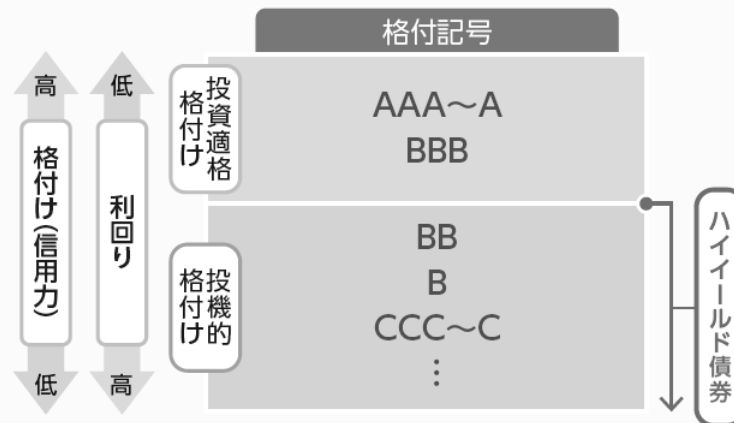 格付記号
高
格付け(信用力)
低
低
利回り
高
投資適格
格付け
AAA〜A
BBB
投機的
格付け
BB
B
CCC〜C
⋮
ハイイールド債券